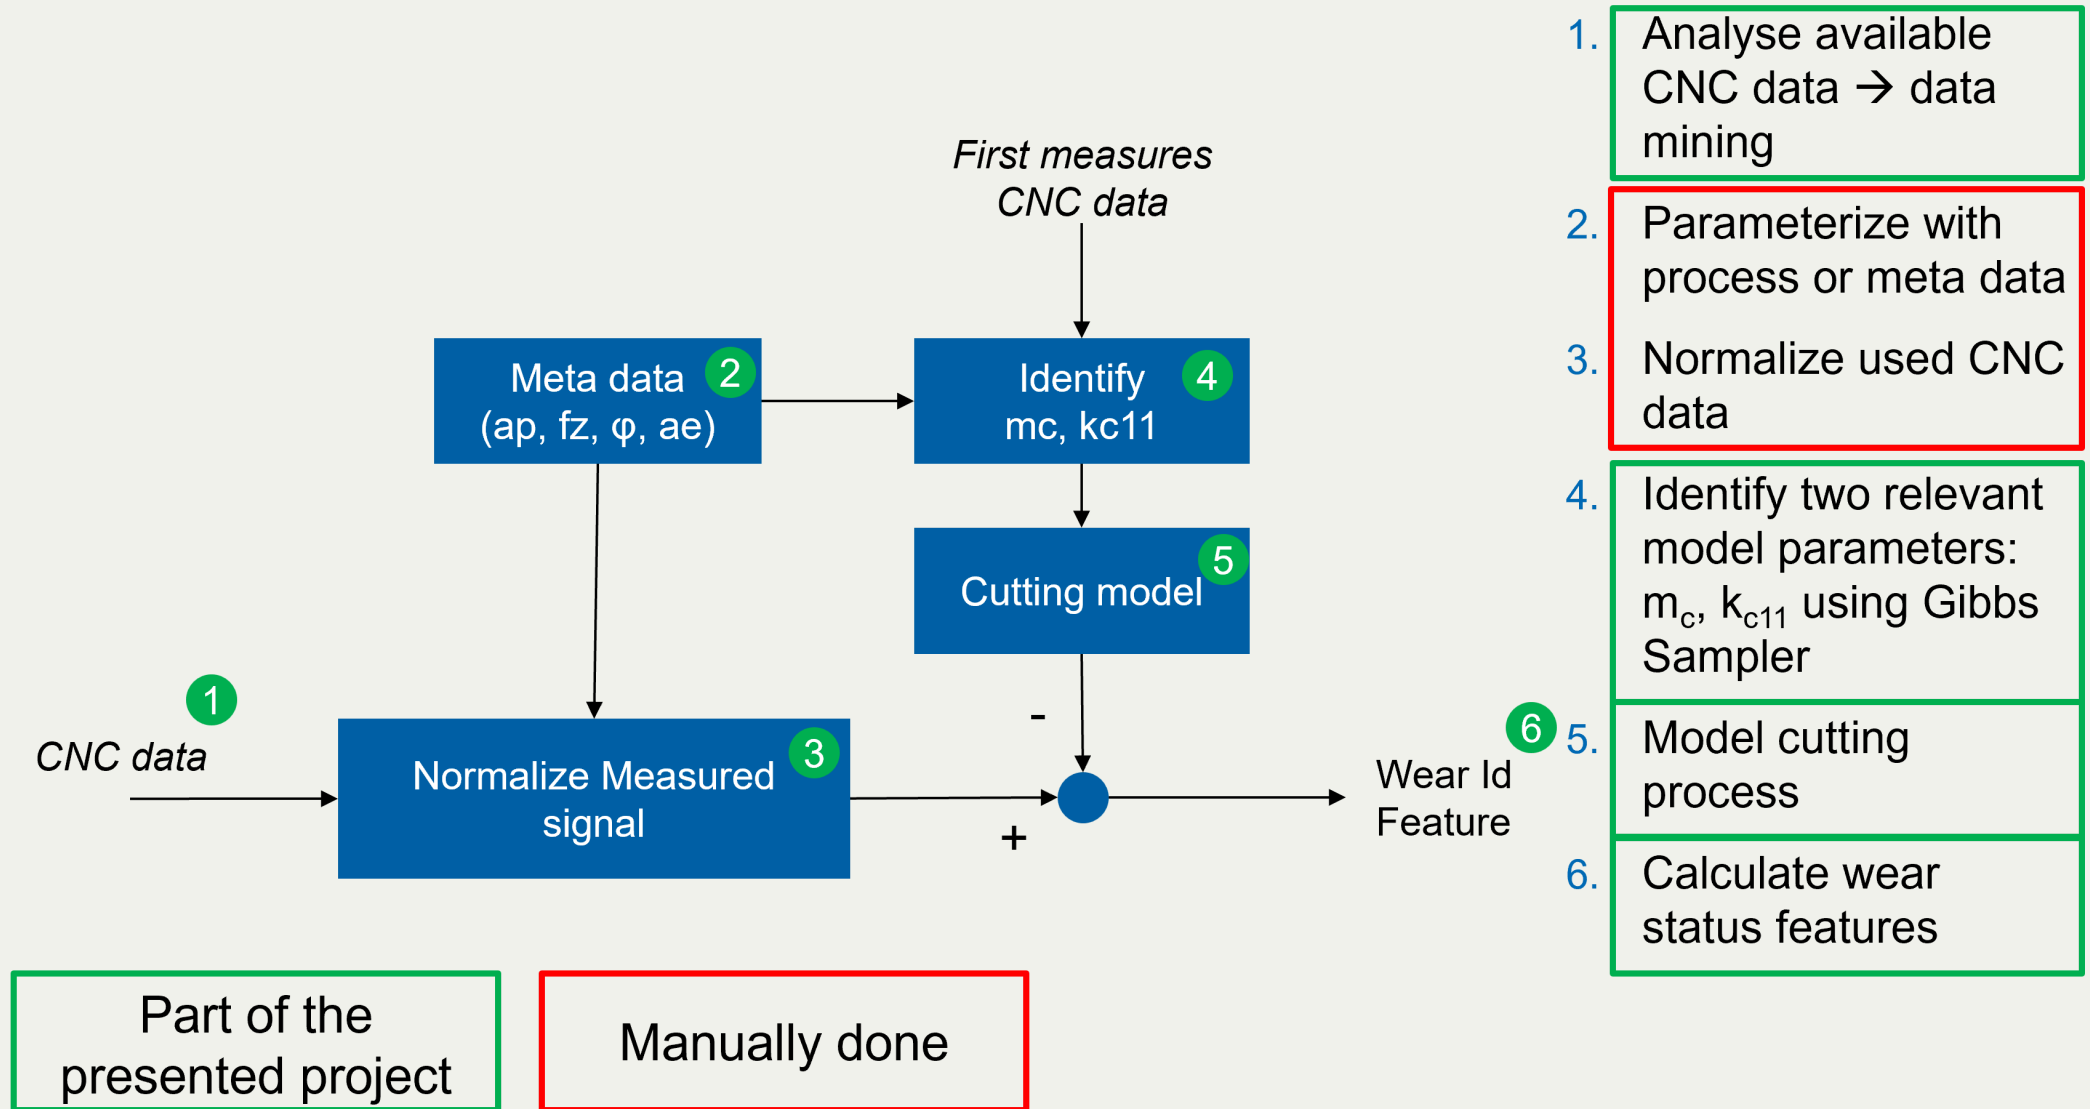 First measures
CNC data
Meta data
(ap, fz, φ, ae)
2
Identify
mc, kc11
4
Cutting model
5
1
CNC data
Normalize Measured
signal
3
-
+
6
Wear Id
Feature
1. Analyse available
CNC data → data
mining
2. Parameterize with
process or meta data
3. Normalize used CNC
data
4. Identify two relevant
model parameters:
mc, kc11 using Gibbs
Sampler
5. Model cutting
process
6. Calculate wear
status features
Part of the
presented project
Manually done